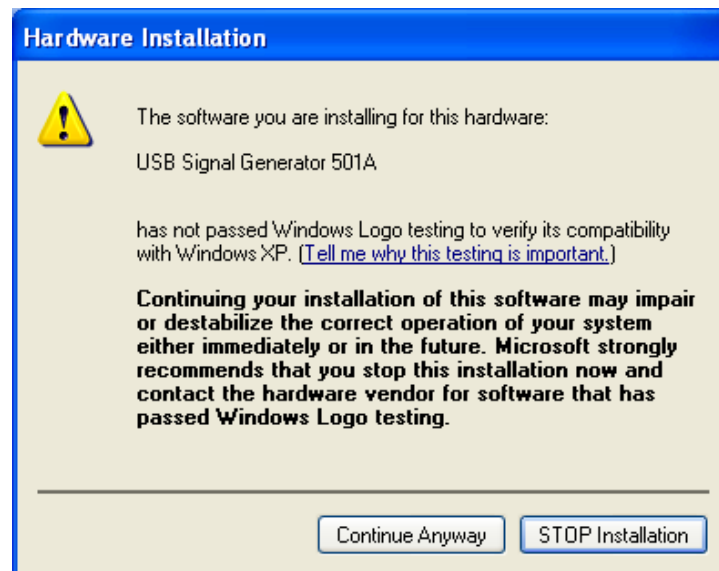 Hardware Installation
The software you are installing for this hardware:
USB Signal Generator 501A
has not passed Windows Logo testing to verify its compatibility
with Windows XP. (Tell me why this testing is important.)
Continuing your installation of this software may impair
or destabilize the correct operation of your system
either immediately or in the future. Microsoft strongly
recommends that you stop this installation now and
contact the hardware vendor for software that has
passed Windows Logo testing.
Continue Anyway STOP Installation